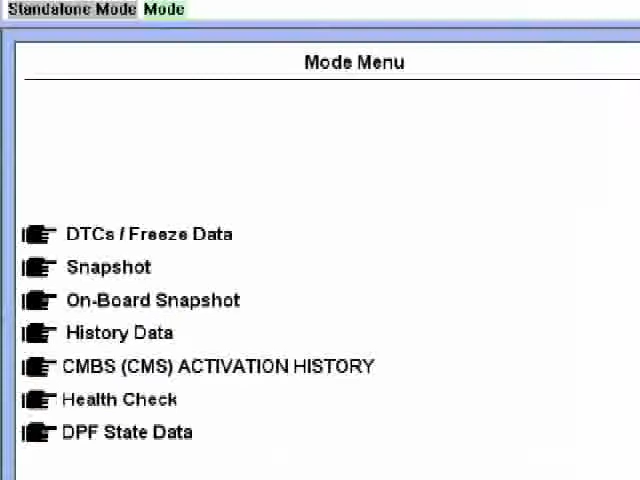 Standalone Mode Mode
Mode Menu
DTCs / Freeze Data
Snapshot
On-Board Snapshot
History Data
CMBS (CMS) ACTIVATION HISTORY
Health Check
DPF State Data